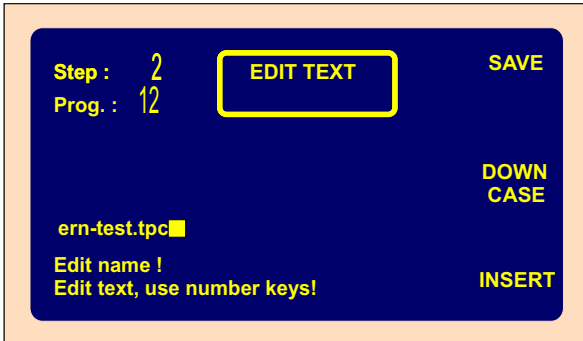 Step : 2
EDIT TEXT
SAVE
Prog. : 12
DOWN
CASE
ern-test.tpc
Edit name !
Edit text, use number keys!
INSERT